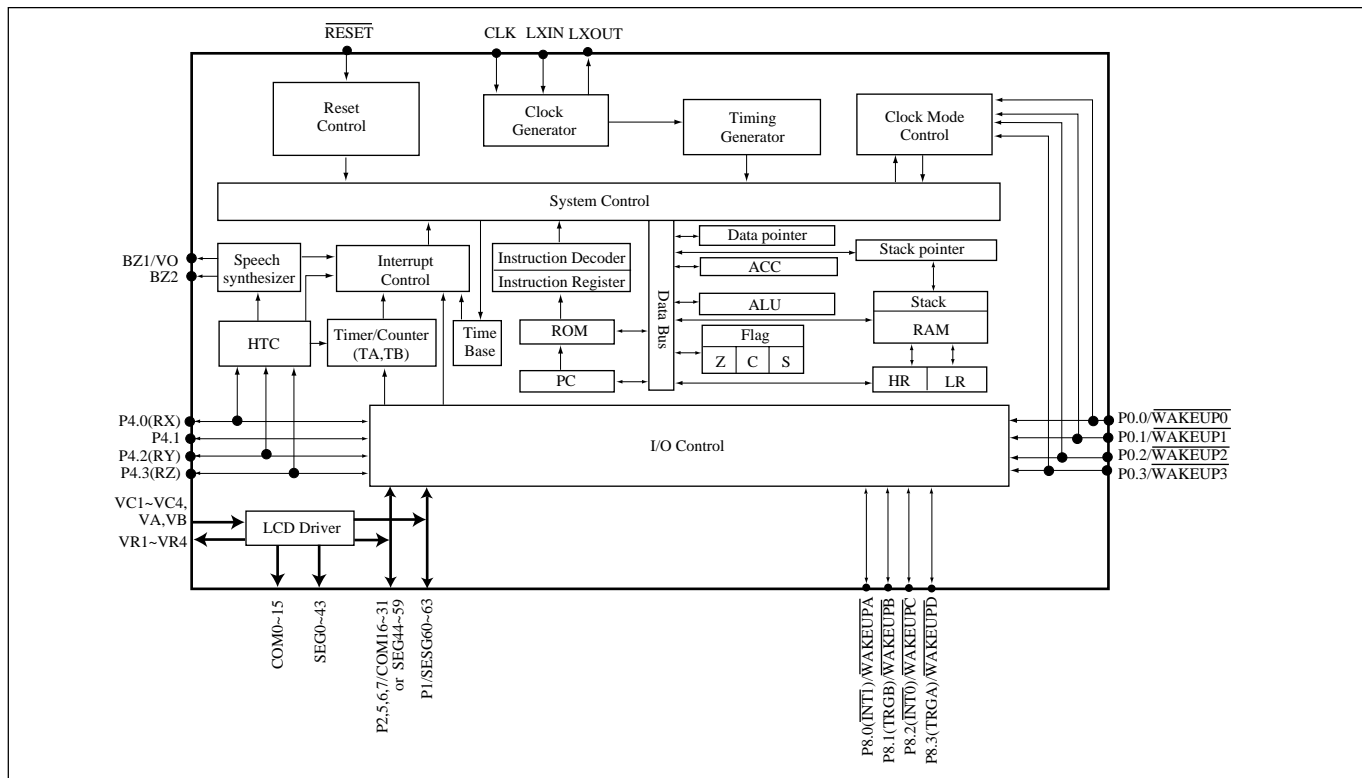 RESET
CLK LXIN LXOUT
Reset
Control
Clock
Generator
Timing
Generator
Clock Mode
Control
System Control
BZ1/VO
BZ2
Speech
synthesizer
Interrupt
Control
Instruction Decoder
Instruction Register
Data Bus
Data pointer
Stack pointer
ACC
ALU
Stack
RAM
HTC
Timer/Counter
(TA,TB)
Time
Base
ROM
Flag
Z C S
PC
HR LR
P4.0(RX)
P4.1
P4.2(RY)
P4.3(RZ)
I/O Control
P0.0/WAKEUP0
P0.1/WAKEUP1
P0.2/WAKEUP2
P0.3/WAKEUP3
VC1~VC4,
VA,VB
VR1~VR4
LCD Driver
COM0~15
SEG0~43
P2,5,6,7/COM16~31
or SEG44~59
P1/SESG60~63
P8.0(INT1)/WAKEUPA
P8.1(TRGB)/WAKEUPB
P8.2(INT0)/WAKEUPC
P8.3(TRGA)/WAKEUPD